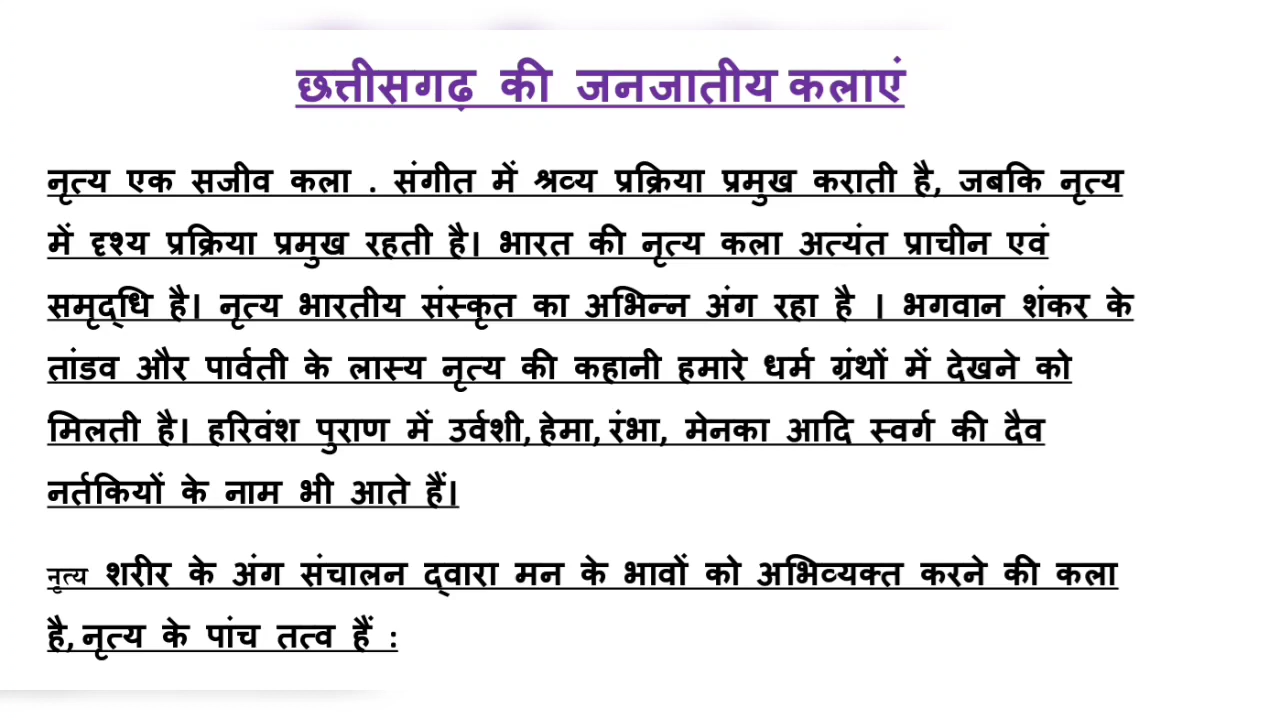 छत्तीसगढ़ की जनजातीय कलाएं
नृत्य एक सजीव कला . संगीत में श्रव्य प्रक्रिया प्रमुख कराती है, जबकि नृत्य
में दृश्य प्रक्रिया प्रमुख रहती है। भारत की नृत्य कला अत्यंत प्राचीन एवं
समृद्धि है। नृत्य भारतीय संस्कृत का अभिन्न अंग रहा है । भगवान शंकर के
तांडव और पार्वती के लास्य नृत्य की कहानी हमारे धर्म ग्रंथों में देखने को
मिलती है। हरिवंश पुराण में उर्वशी, हेमा, रंभा, मेनका आदि स्वर्ग की दैव
नर्तकियों के नाम भी आते हैं।
नृत्य शरीर के अंग संचालन द्वारा मन के भावों को अभिव्यक्त करने की कला
है, नृत्य के पांच तत्व हैं :